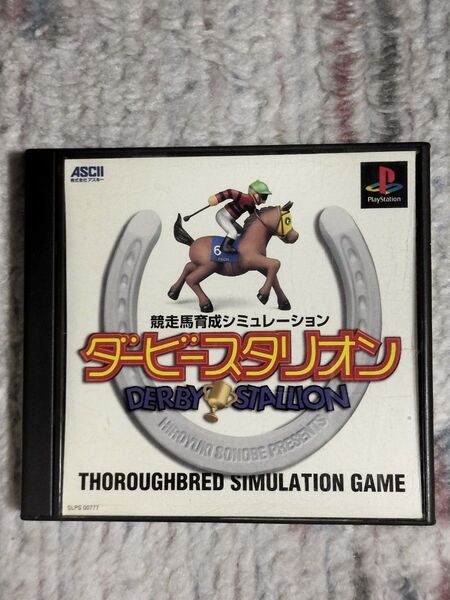 ASCII
株式会社 アスキー
PlayStation
6
競走馬育成シミュレーション
ダービースタリオン
DERBY STALLION
HIROYUKI SONOBE PRESENTS
THOROUGHBRED SIMULATION GAME
SLPS 00777